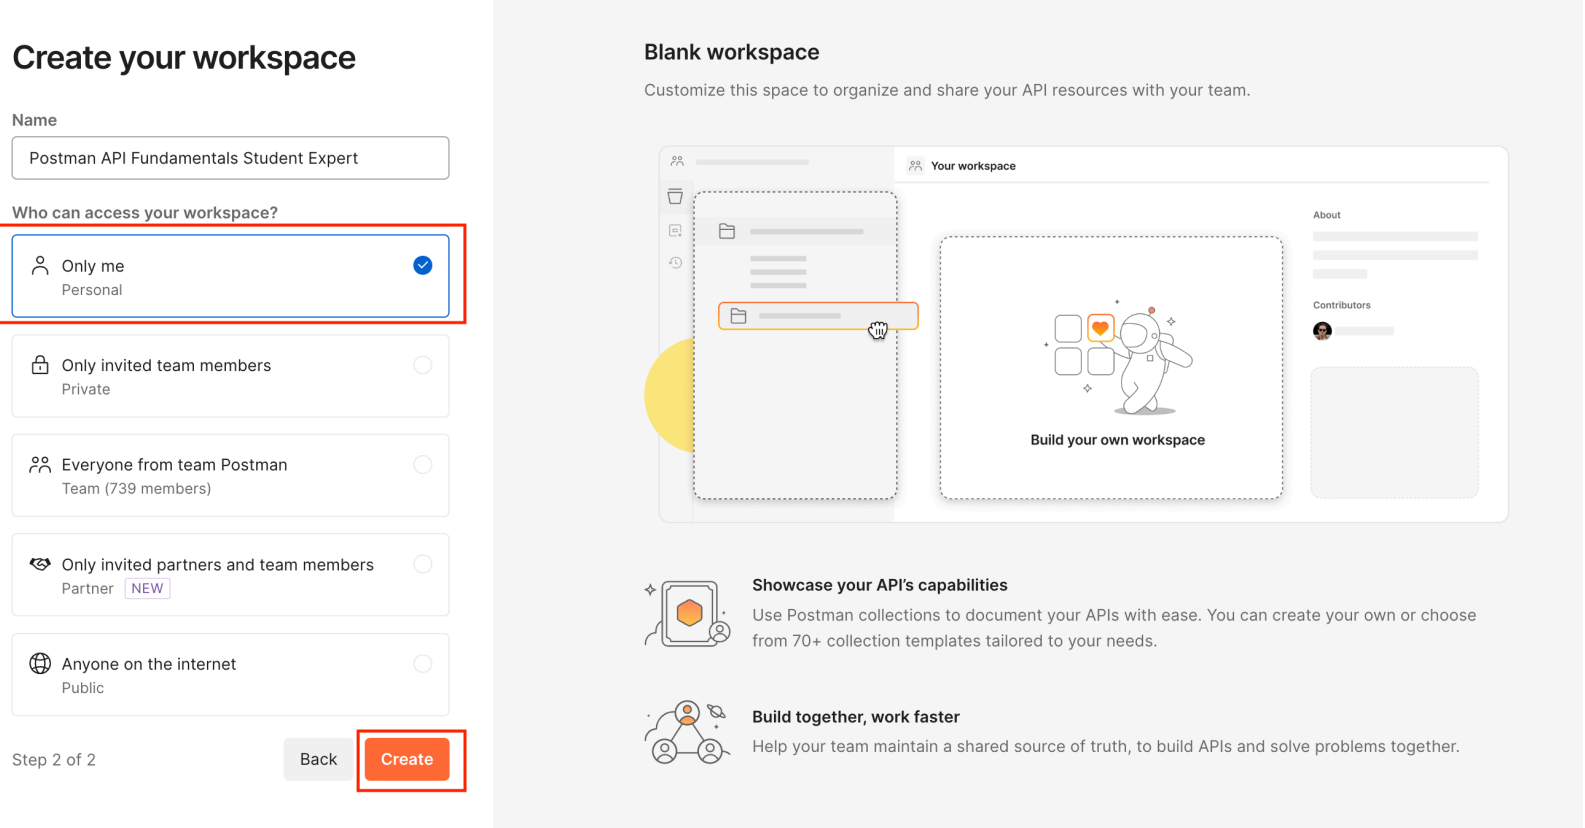 Create your workspace
Name
Postman API Fundamentals Student Expert
Who can access your workspace?
Only me
Personal
Only invited team members
Private
Everyone from team Postman
Team (739 members)
Only invited partners and team members
Partner NEW
Anyone on the internet
Public
Step 2 of 2
Back
Create
Blank workspace
Customize this space to organize and share your API resources with your team.
Your workspace
About
Contributors
Build your own workspace
Showcase your API’s capabilities
Use Postman collections to document your APIs with ease. You can create your own or choose
from 70+ collection templates tailored to your needs.
Build together, work faster
Help your team maintain a shared source of truth, to build APIs and solve problems together.